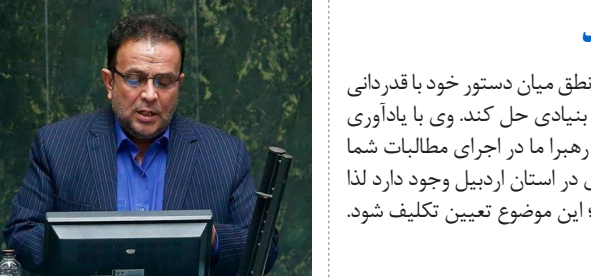 نطق میان دستور خود با قدردانی
بنیادی حل کند. وی با یادآوری
رهبرا ما در اجرای مطالبات شما
در استان اردبیل وجود دارد لذا
؛ این موضوع تعیین تکلیف شود.